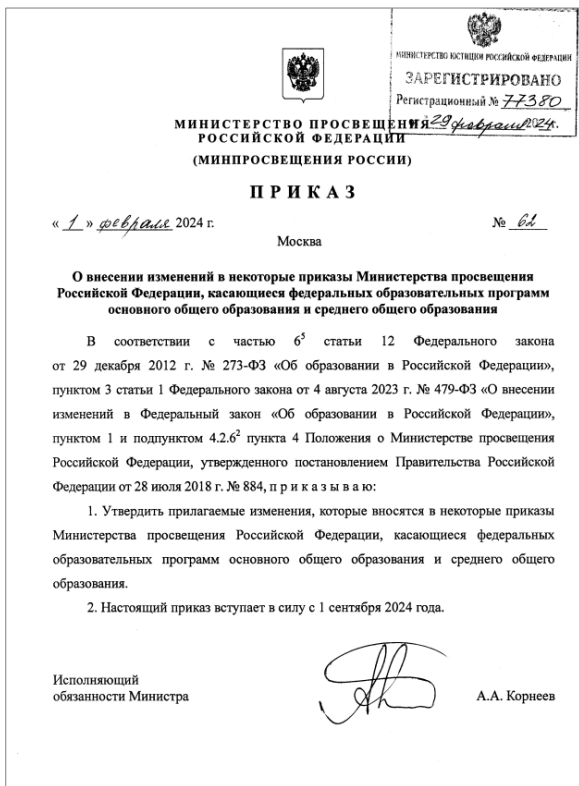 МИНИСТЕРСТВО ЮСТИЦИИ РОССИЙСКОЙ ФЕДЕРАЦИИ
ЗАРЕГИСТРИРОВАНО
Регистрационный № 77380
29 февраля 2024г.
МИНИСТЕРСТВО ПРОСВЕЩЕНИЯ
РОССИЙСКОЙ ФЕДЕРАЦИИ
(МИНПРОСВЕЩЕНИЯ РОССИИ)
ПРИКАЗ
« 1 » февраля 2024 г. № 62
Москва
О внесении изменений в некоторые приказы Министерства просвещения
Российской Федерации, касающиеся федеральных образовательных программ
основного общего образования и среднего общего образования
В соответствии с частью 6⁵ статьи 12 Федерального закона
от 29 декабря 2012 г. № 273-ФЗ «Об образовании в Российской Федерации»,
пунктом 3 статьи 1 Федерального закона от 4 августа 2023 г. № 479-ФЗ «О внесении
изменений в Федеральный закон «Об образовании в Российской Федерации»,
пунктом 1 и подпунктом 4.2.6² пункта 4 Положения о Министерстве просвещения
Российской Федерации, утвержденного постановлением Правительства Российской
Федерации от 28 июля 2018 г. № 884, п р и к а з ы в а ю:
1. Утвердить прилагаемые изменения, которые вносятся в некоторые приказы
Министерства просвещения Российской Федерации, касающиеся федеральных
образовательных программ основного общего образования и среднего общего
образования.
2. Настоящий приказ вступает в силу с 1 сентября 2024 года.
Исполняющий
обязанности Министра А.А. Корнеев